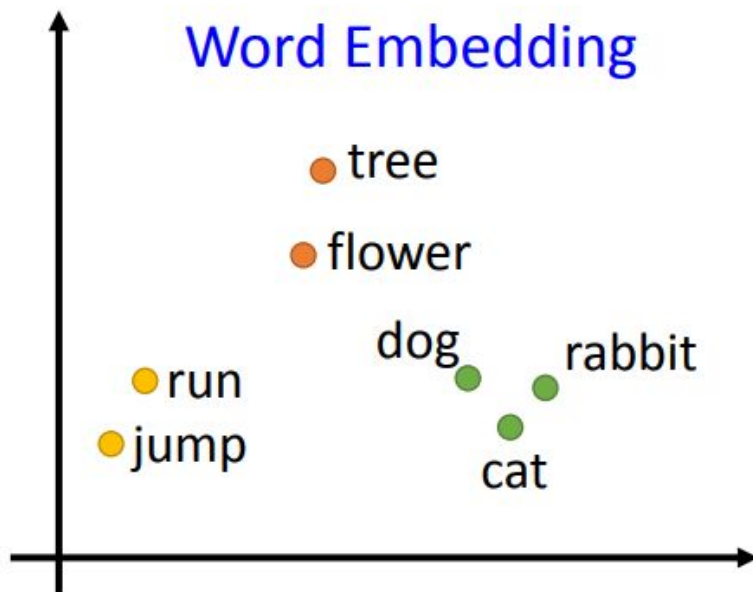 Word Embedding
tree
flower
dog
rabbit
run
jump
cat